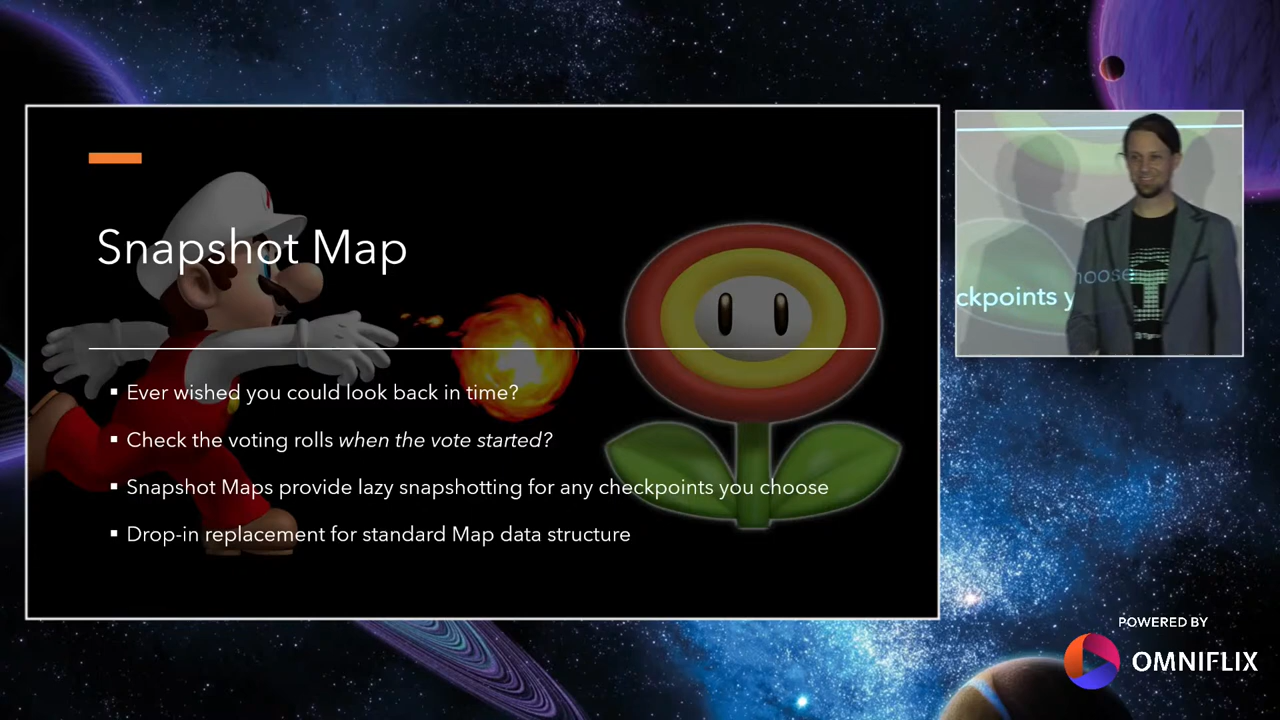 Snapshot Map
▪ Ever wished you could look back in time?
▪ Check the voting rolls when the vote started?
▪ Snapshot Maps provide lazy snapshotting for any checkpoints you choose
▪ Drop-in replacement for standard Map data structure
hoose
ckpoints y
POWERED BY
OMNIFLIX